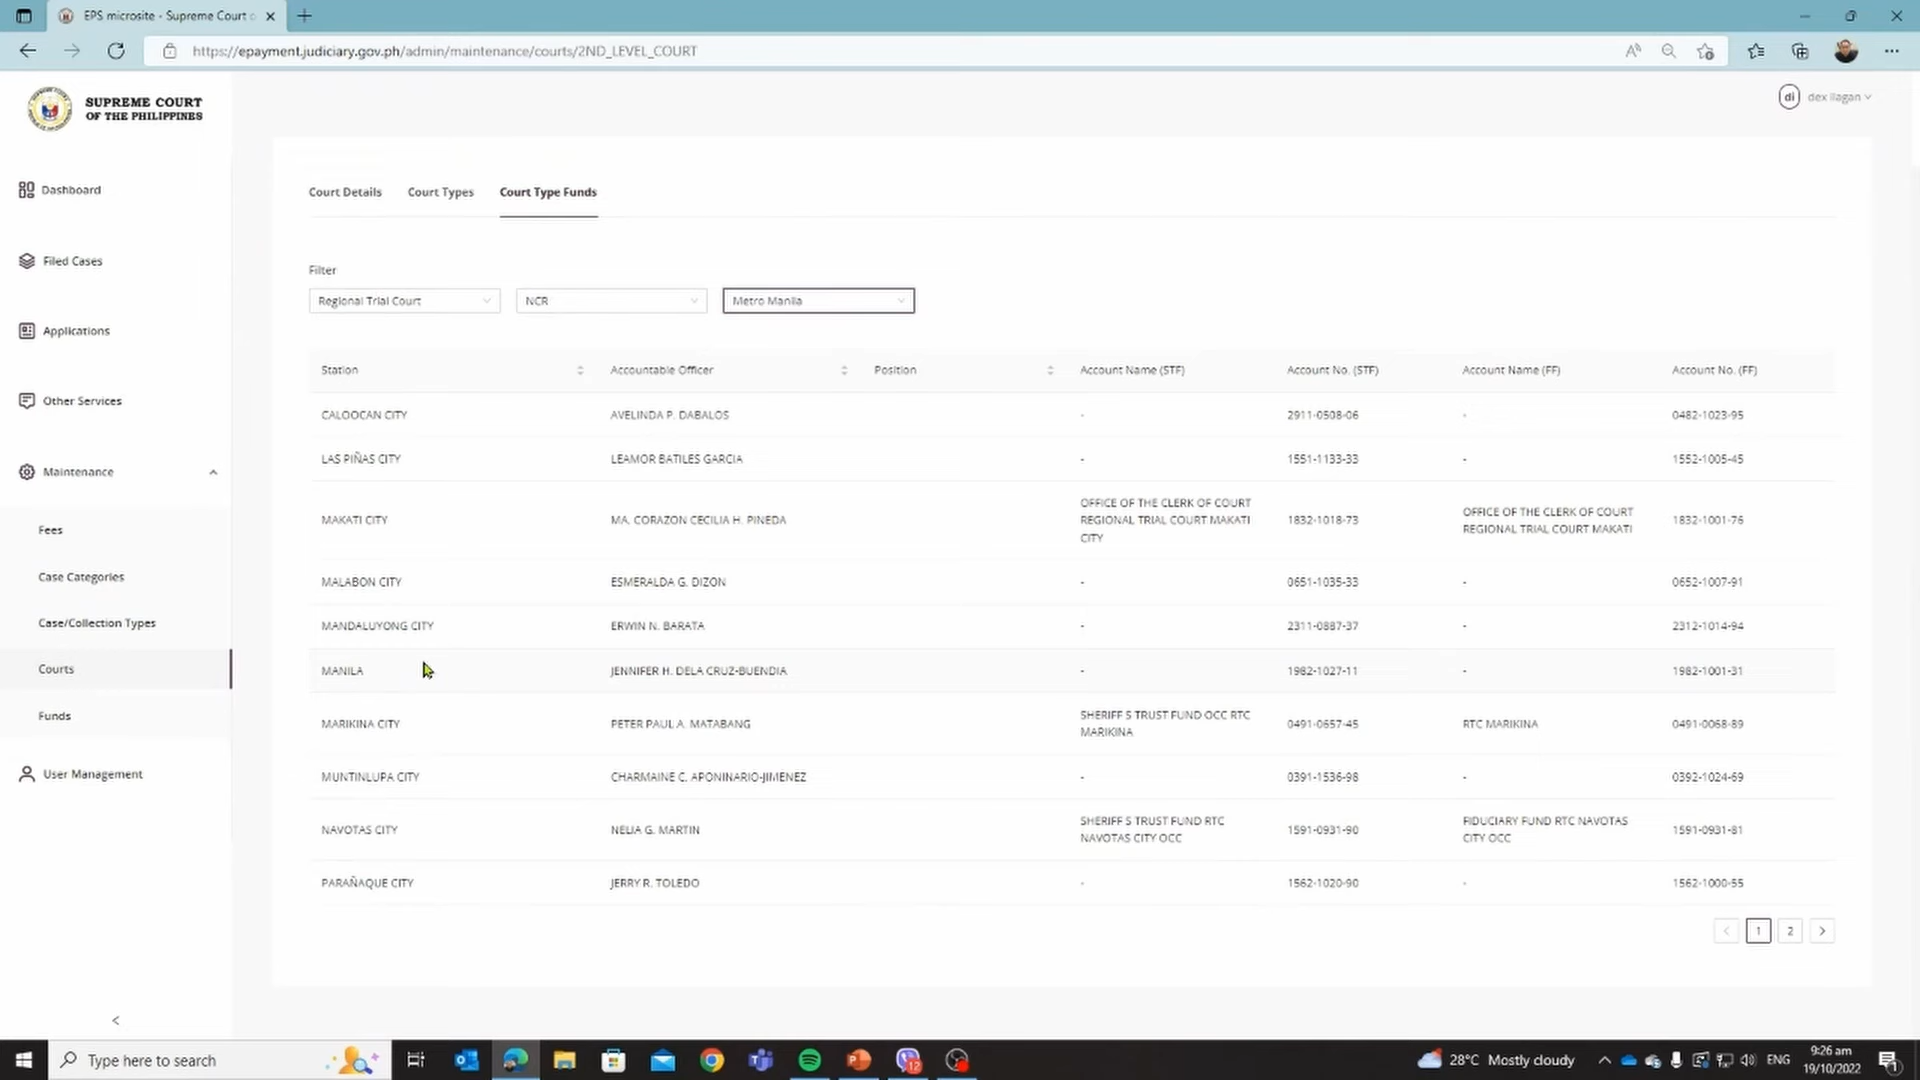 EPS microsite - Supreme Court o
https://epayment.judiciary.gov.ph/admin/maintenance/courts/2ND_LEVEL_COURT
SUPREME COURT
OF THE PHILIPPINES
di
dex ilagan
Dashboard
Filed Cases
Applications
Other Services
Maintenance
Fees
Case Categories
Case/Collection Types
Courts
Funds
User Management
Court Details
Court Types
Court Type Funds
Filter
Regional Trial Court
NCR
Metro Manila
Station Accountable Officer Position Account Name (STF) Account No. (STF) Account Name (FF) Account No. (FF)
CALOOCAN CITY AVELINDA P. DABALOS - 2911-0508-06 - 0482-1023-95
LAS PIÑAS CITY LEAMOR BATILES GARCIA - 1551-1133-33 - 1552-1005-45
MAKATI CITY MA. CORAZON CECILIA H. PINEDA OFFICE OF THE CLERK OF COURT
REGIONAL TRIAL COURT MAKATI
CITY
1832-1018-73
OFFICE OF THE CLERK OF COURT
REGIONAL TRIAL COURT MAKATI
1832-1001-76
MALABON CITY ESMERALDA G. DIZON - 0651-1035-33 - 0652-1007-91
MANDALUYONG CITY ERWIN N. BARATA - 2311-0887-37 - 2312-1014-94
MANILA JENNIFER H. DELA CRUZ-BUENDIA - 1982-1027-11 - 1982-1001-31
MARIKINA CITY PETER PAUL A. MATABANG SHERIFF S TRUST FUND OCC RTC
MARIKINA
0491-0657-45 RTC MARIKINA 0491-0068-89
MUNTINLUPA CITY CHARMAINE C. APONINARIO-JIMENEZ - 0391-1536-98 - 0392-1024-69
NAVOTAS CITY NELIA G. MARTIN SHERIFF S TRUST FUND RTC
NAVOTAS CITY OCC
1591-0931-90
FIDUCIARY FUND RTC NAVOTAS
CITY OCC
1591-0931-81
PARAÑAQUE CITY JERRY R. TOLEDO - 1562-1020-90 - 1562-1000-55
1 2
Type here to search
12
28°C Mostly cloudy
ENG
9:26 am
19/10/2022
1